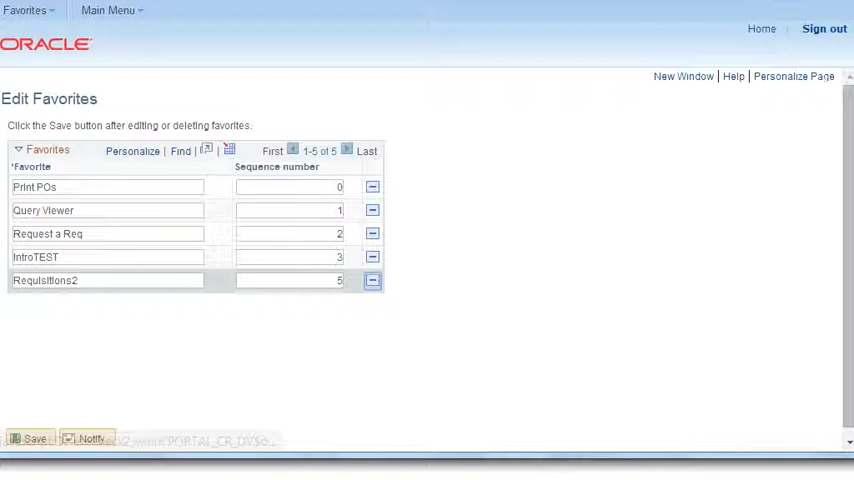 Favorites Main Menu
ORACLE
Home Sign out
New Window | Help | Personalize Page
Edit Favorites
Click the Save button after editing or deleting favorites.
Favorites Personalize | Find | | First 1-5 of 5 Last
*Favorite Sequence number
Print POs 0
Query Viewer 1
Request a Req 2
IntroTEST 3
Requisitions2 5
Save Notify